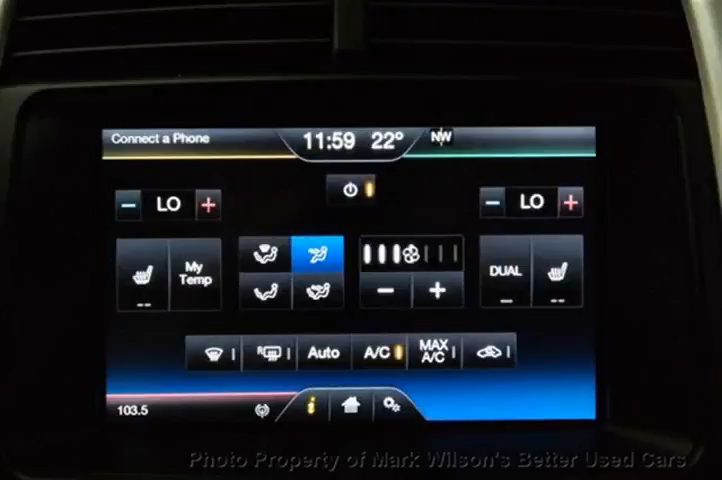 Connect a Phone 11:59 22° NW
− LO + − LO +
My Temp DUAL
− +
R Auto A/C MAX A/C
103.5 i
Photo Property of Mark Wilson's Better Used Cars